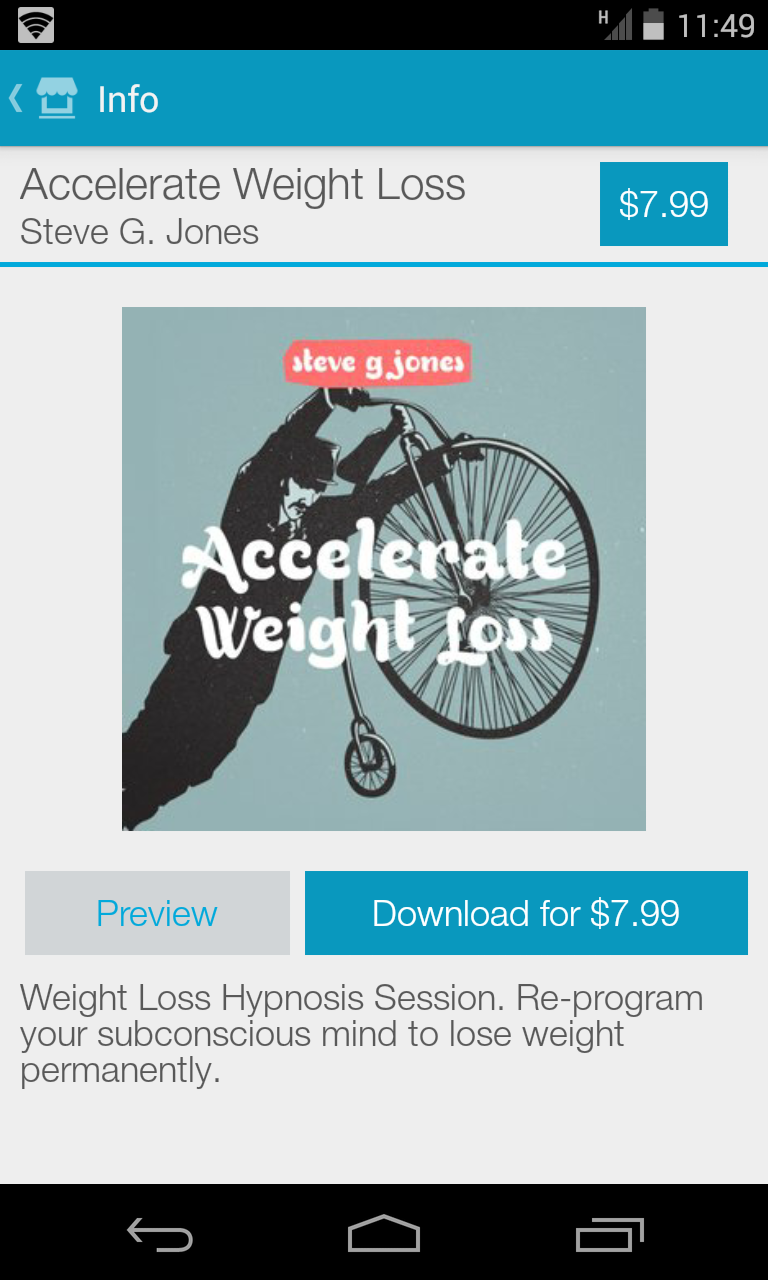 H 11:49
Info
Accelerate Weight Loss
$7.99
Steve G. Jones
steve g jones
Accelerate
Weight Loss
Preview
Download for $7.99
Weight Loss Hypnosis Session. Re-program
your subconscious mind to lose weight
permanently.